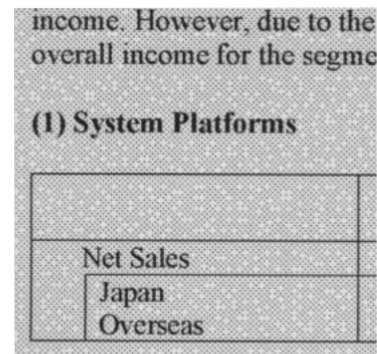 income. However, due to the
overall income for the segme
(1) System Platforms
Net Sales
Japan
Overseas